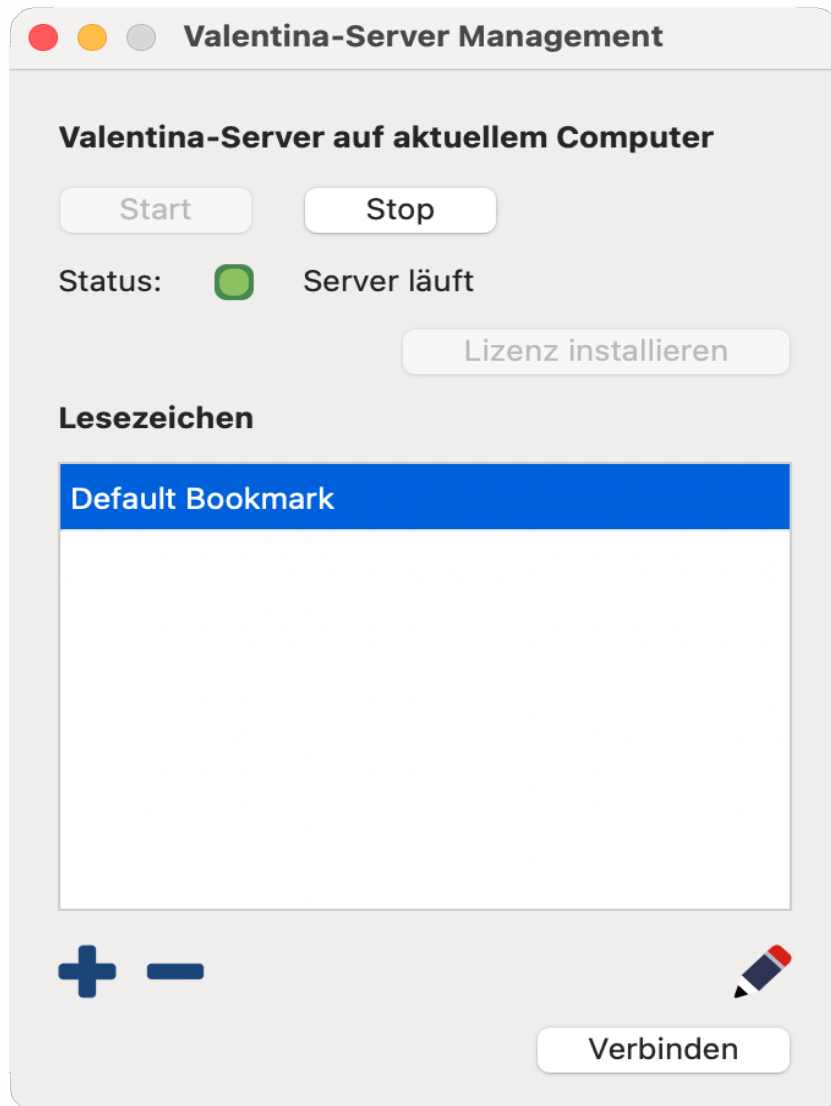 Valentina-Server Management
Valentina-Server auf aktuellem Computer
Start Stop
Status: Server läuft
Lizenz installieren
Lesezeichen
Default Bookmark
Verbinden